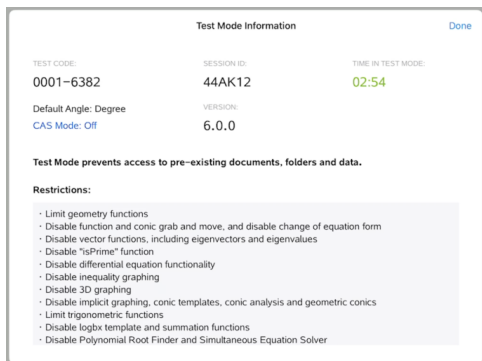 Test Mode Information
Done
TEST CODE:
SESSION ID:
TIME IN TEST MODE:
0001-6382
44AK12
02:54
Default Angle: Degree
VERSION:
CAS Mode: Off
6.0.0
Test Mode prevents access to pre-existing documents, folders and data.
Restrictions:
· Limit geometry functions
· Disable function and conic grab and move, and disable change of equation form
· Disable vector functions, including eigenvectors and eigenvalues
· Disable "isPrime" function
· Disable differential equation functionality
· Disable inequality graphing
· Disable 3D graphing
· Disable implicit graphing, conic templates, conic analysis and geometric conics
· Limit trigonometric functions
· Disable logbx template and summation functions
· Disable Polynomial Root Finder and Simultaneous Equation Solver